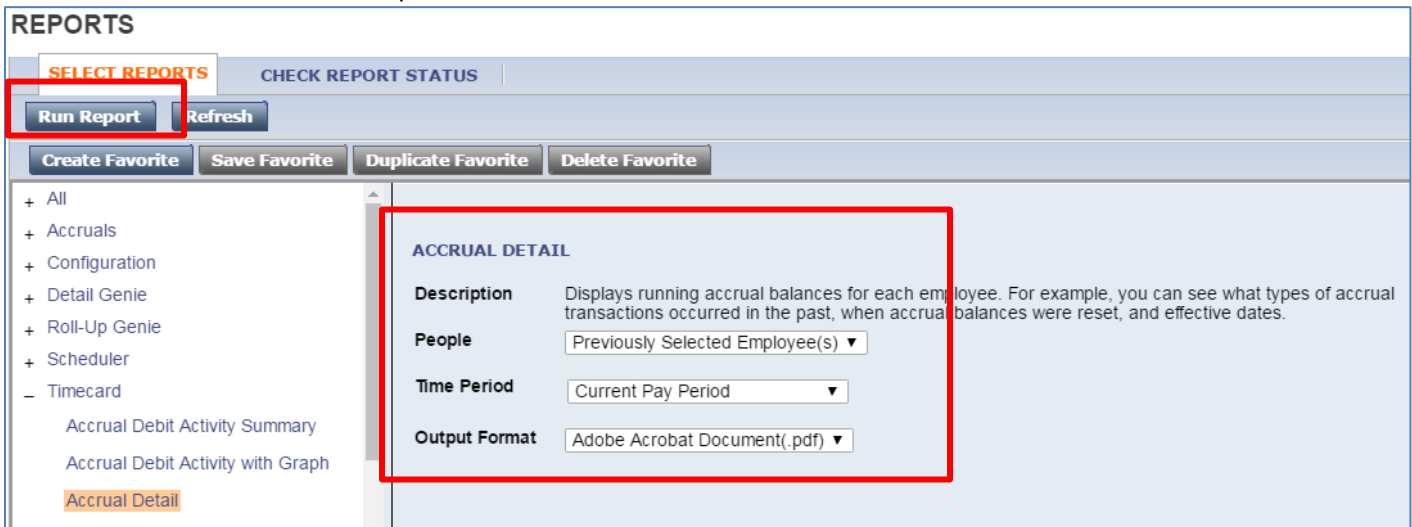 REPORTS
SELECT REPORTS CHECK REPORT STATUS
Run Report Refresh
Create Favorite Save Favorite Duplicate Favorite Delete Favorite
+ All
+ Accruals
+ Configuration
+ Detail Genie
+ Roll-Up Genie
+ Scheduler
_ Timecard
Accrual Debit Activity Summary
Accrual Debit Activity with Graph
Accrual Detail
ACCRUAL DETAIL
Description Displays running accrual balances for each employee. For example, you can see what types of accrual
transactions occurred in the past, when accrual balances were reset, and effective dates.
People Previously Selected Employee(s) ▼
Time Period Current Pay Period ▼
Output Format Adobe Acrobat Document(.pdf) ▼